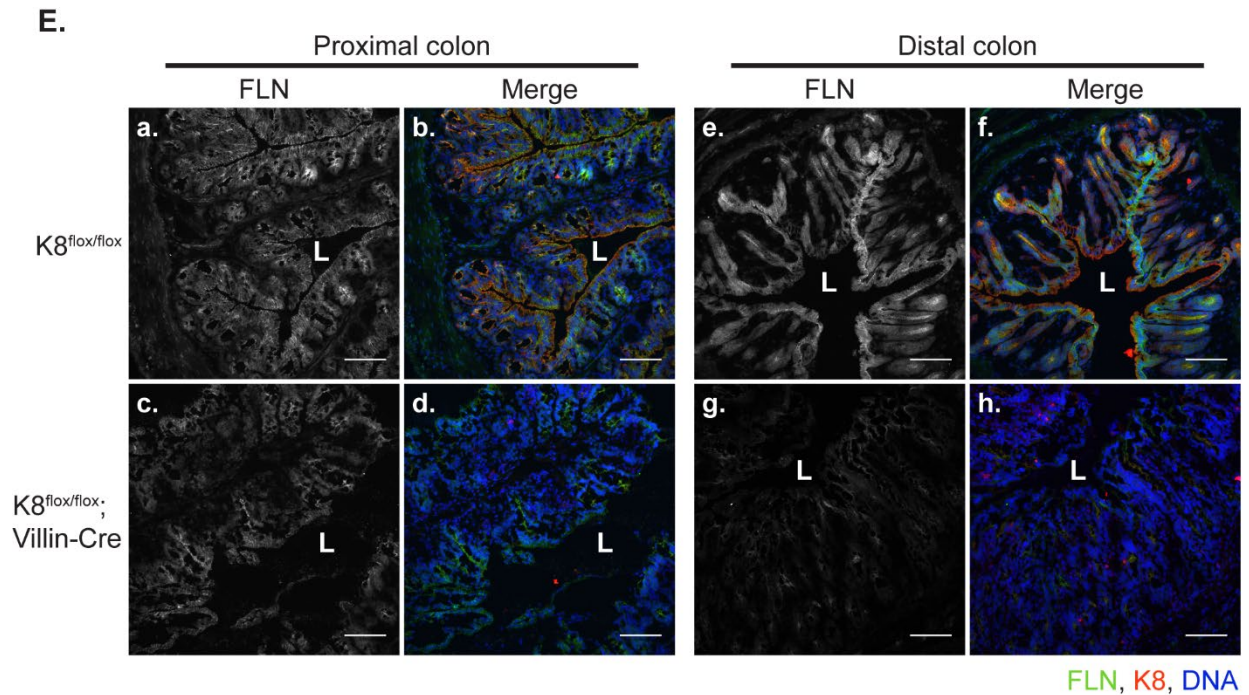 E.
Proximal colon
Distal colon
FLN
Merge
FLN
Merge
K8flox/flox
a.
b.
e.
f.
L
L
L
L
K8flox/flox;
Villin-Cre
c.
d.
g.
h.
L
L
L
L
FLN, K8, DNA